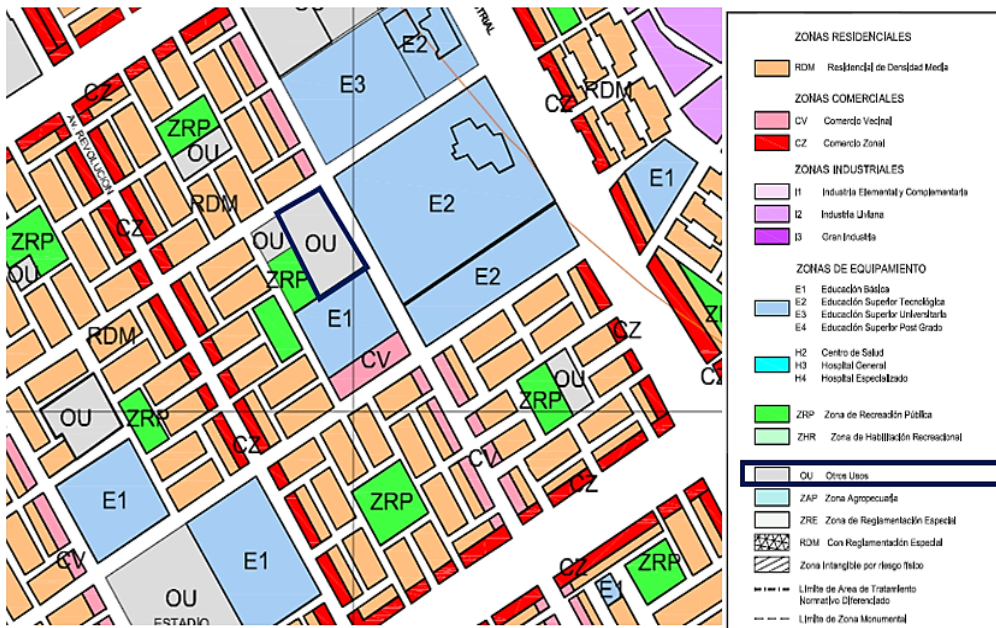 OU
TRIAL
E2
E3
CZ
RDM
CZ
Av. REVOLUCION
ZRP
OU
E1
E2
RDM
CZ
OU
OU
ZRP
OU
ZRP
E2
E1
RDM
CZ
CV
OU
ZRP
CZ
OU
ZRP
CZ
CV
E1
ZRP
CZ
CV
E1
CZ
ZRP
E1
OU
ESTADIO
ZONAS RESIDENCIALES
RDM Residencial de Densidad Media
ZONAS COMERCIALES
CV Comercio Vecinal
CZ Comercio Zonal
ZONAS INDUSTRIALES
I1 Industria Elemental y Complementaria
I2 Industria Liviana
I3 Gran Industria
ZONAS DE EQUIPAMIENTO
E1 Educación Básica
E2 Educación Superior Tecnológica
E3 Educación Superior Universitaria
E4 Educación Superior Post Grado
H2 Centro de Salud
H3 Hospital General
H4 Hospital Especializado
ZRP Zona de Recreación Pública
ZHR Zona de Habilitación Recreacional
OU Otros Usos
ZAP Zona Agropecuaria
ZRE Zona de Reglamentación Especial
RDM Con Reglamentación Especial
Zona Intangible por riesgo físico
Límite de Area de Tratamiento
Normativo Diferenciado
Límite de Zona Monumental